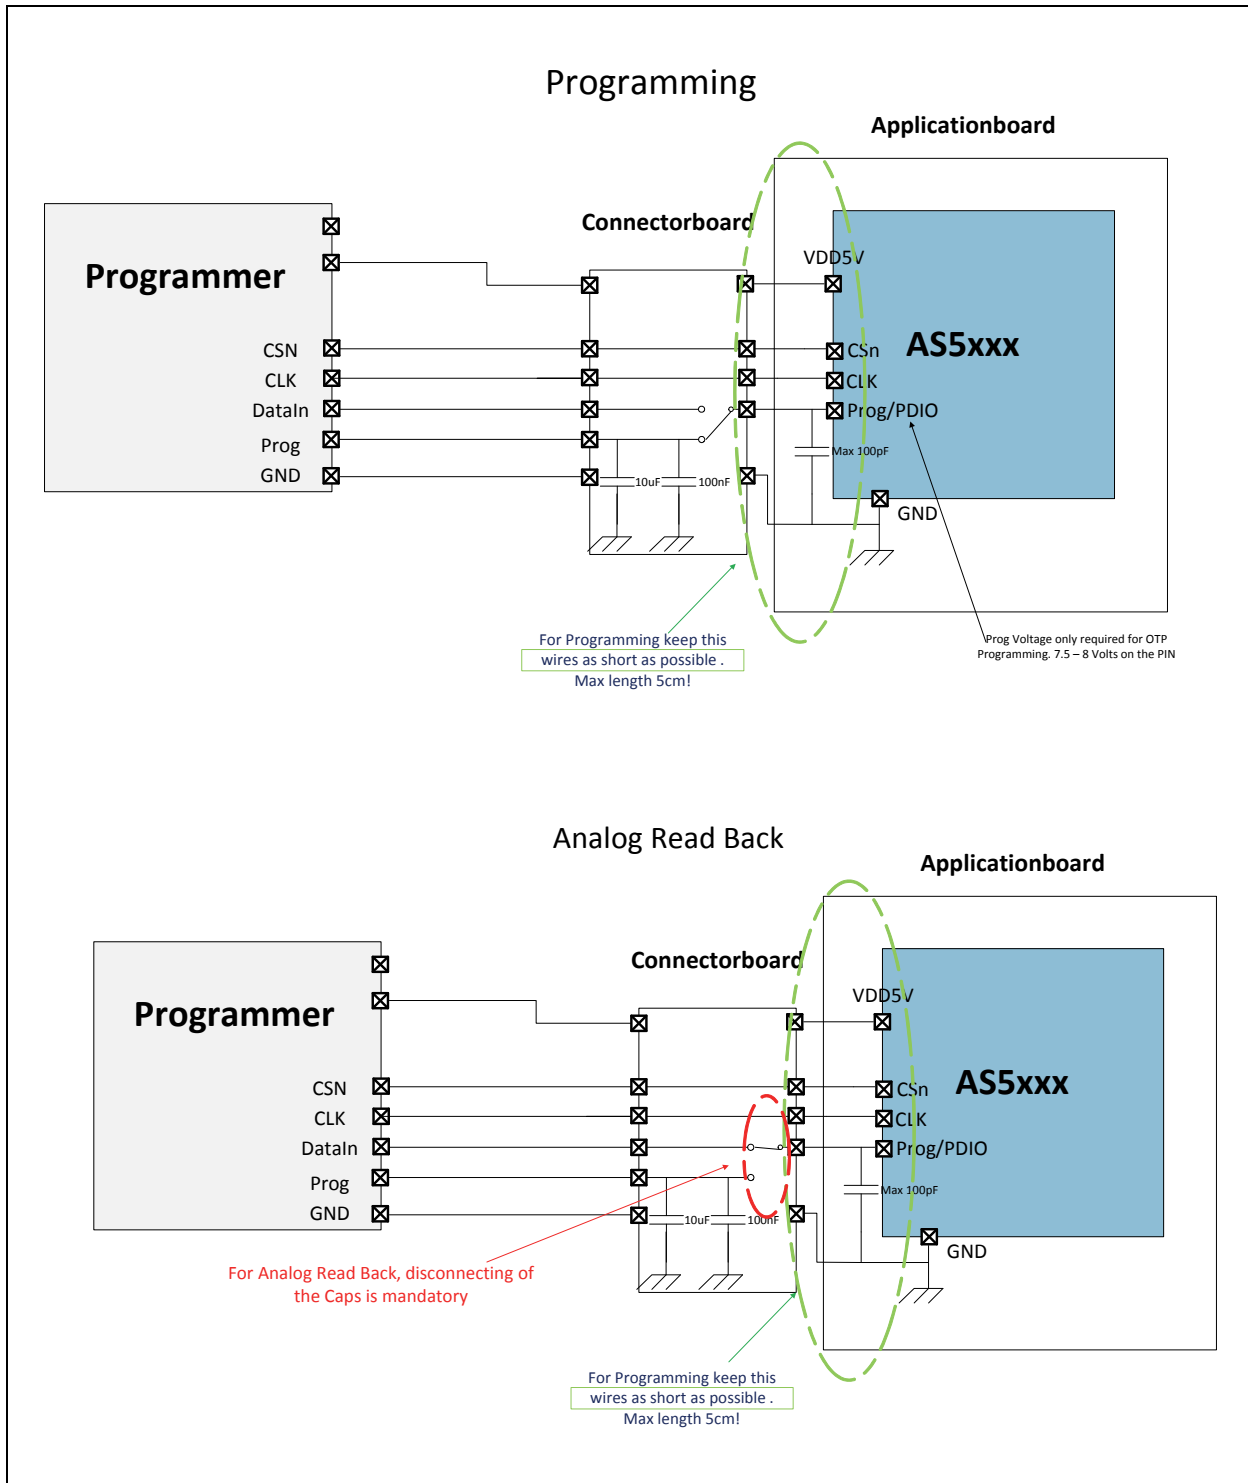 Programming
Applicationboard
Connectorboard
Programmer
VDD5V
AS5xxx
CSN
CSn
CLK
CLK
DataIn
Prog/PDIO
Prog
Max 100pF
GND
10uF
100nF
GND
For Programming keep this
wires as short as possible .
Max length 5cm!
Prog Voltage only required for OTP
Programming. 7.5 – 8 Volts on the PIN
Analog Read Back
Applicationboard
Connectorboard
Programmer
VDD5V
AS5xxx
CSN
CSn
CLK
CLK
DataIn
Prog/PDIO
Prog
Max 100pF
GND
10uF
100nF
GND
For Analog Read Back, disconnecting of
the Caps is mandatory
For Programming keep this
wires as short as possible .
Max length 5cm!